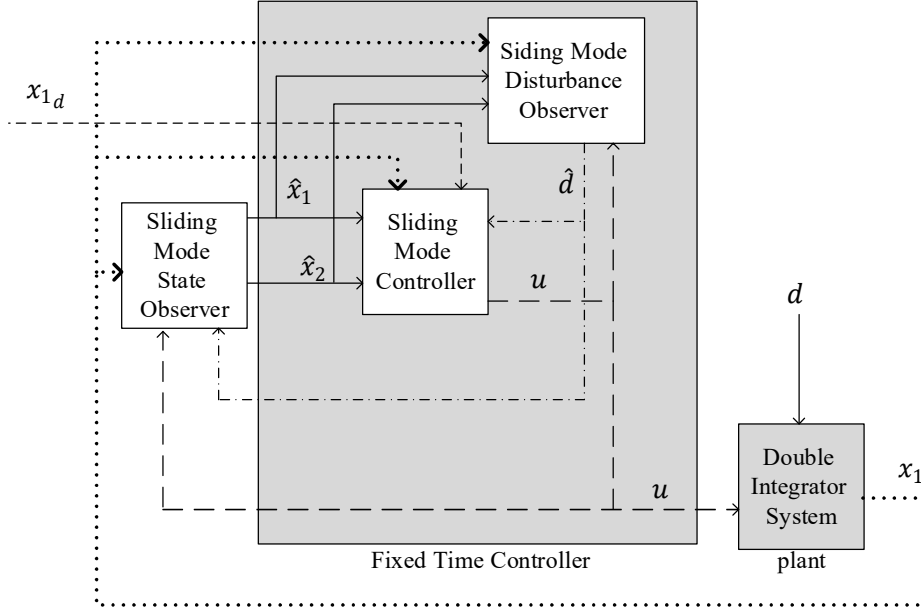 Siding Mode
Disturbance
Observer
x₁d
d̂
x̂₁
Sliding
Mode
State
Observer
x̂₂
Sliding
Mode
Controller
u
d
Double
Integrator
System
x₁
u
Fixed Time Controller
plant